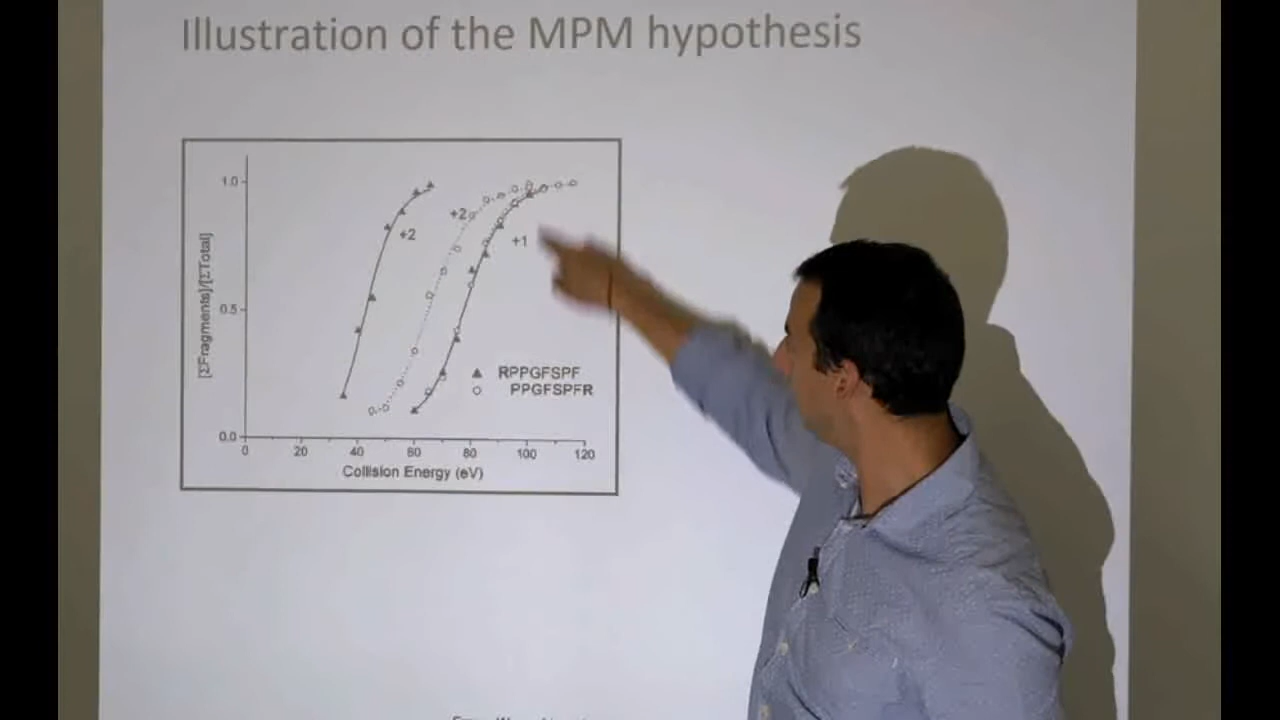 Illustration of the MPM hypothesis
[ΣFragments]/[ΣTotal]
1.0
0.5
0.0
+2
+2
+1
▲ RPPGFSPF
○ PPGFSPFR
0 20 40 60 80 100 120
Collision Energy (eV)